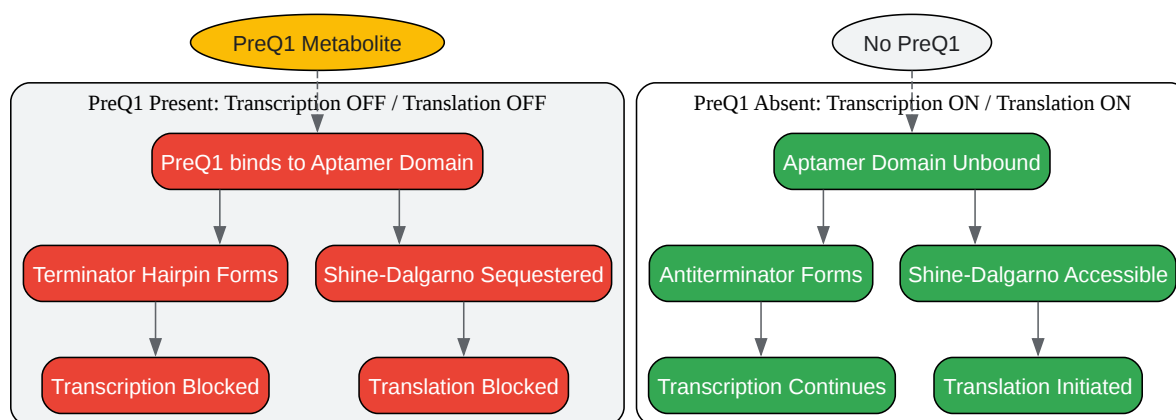 PreQ1 Metabolite
No PreQ1
PreQ1 Present: Transcription OFF / Translation OFF
PreQ1 binds to Aptamer Domain
Terminator Hairpin Forms
Shine-Dalgarno Sequestered
Transcription Blocked
Translation Blocked
PreQ1 Absent: Transcription ON / Translation ON
Aptamer Domain Unbound
Antiterminator Forms
Shine-Dalgarno Accessible
Transcription Continues
Translation Initiated